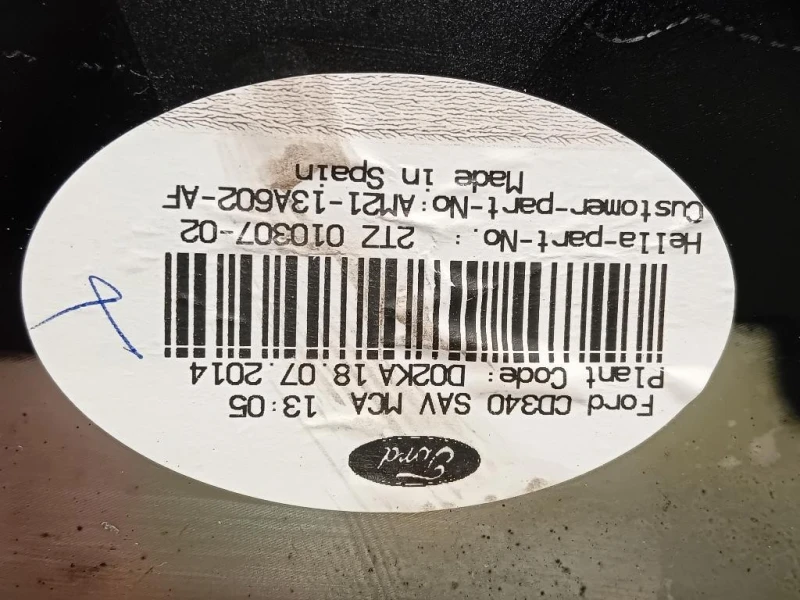 Ford
Ford CD340 SAV MCA 13:05
Plant Code: D02KA 18.07.2014
Hella-part-No.: 2TZ 010307-02
Customer-part-No:AM21-13A602-AF
Made in Spain